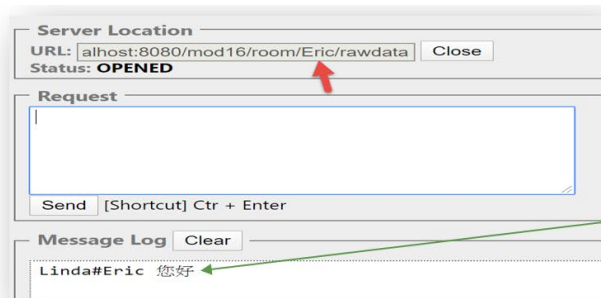 Server Location
URL: alhost:8080/mod16/room/Eric/rawdata Close
Status: OPENED
Request
Send [Shortcut] Ctr + Enter
Message Log Clear
Linda#Eric 您好